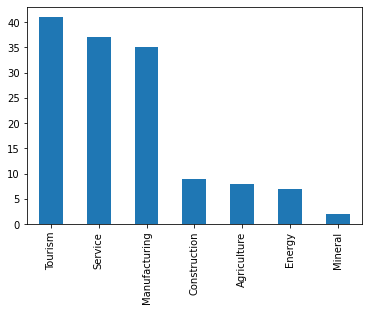 40
35
30
25
20
15
10
5
0
Tourism
Service
Manufacturing
Construction
Agriculture
Energy
Mineral